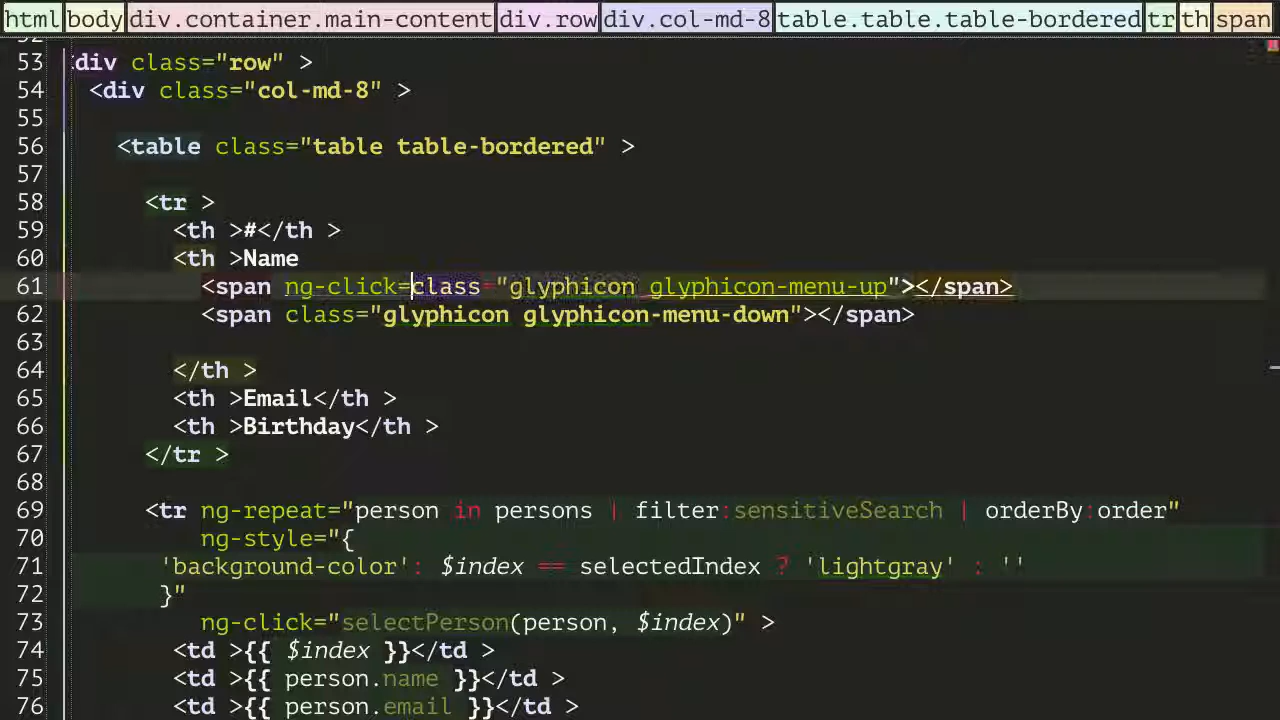 html body div.container.main-content div.row div.col-md-8 table.table.table-bordered tr th span
52
53 div class="row" >
54 <div class="col-md-8" >
55
56 <table class="table table-bordered" >
57
58 <tr >
59 <th >#</th >
60 <th >Name
61 <span ng-click=class="glyphicon glyphicon-menu-up"></span>
62 <span class="glyphicon glyphicon-menu-down"></span>
63
64 </th >
65 <th >Email</th >
66 <th >Birthday</th >
67 </tr >
68
69 <tr ng-repeat="person in persons | filter:sensitiveSearch | orderBy:order"
70 ng-style="{
71 'background-color': $index == selectedIndex ? 'lightgray' : ''
72 }"
73 ng-click="selectPerson(person, $index)" >
74 <td >{{ $index }}</td >
75 <td >{{ person.name }}</td >
76 <td >{{ person.email }}</td >